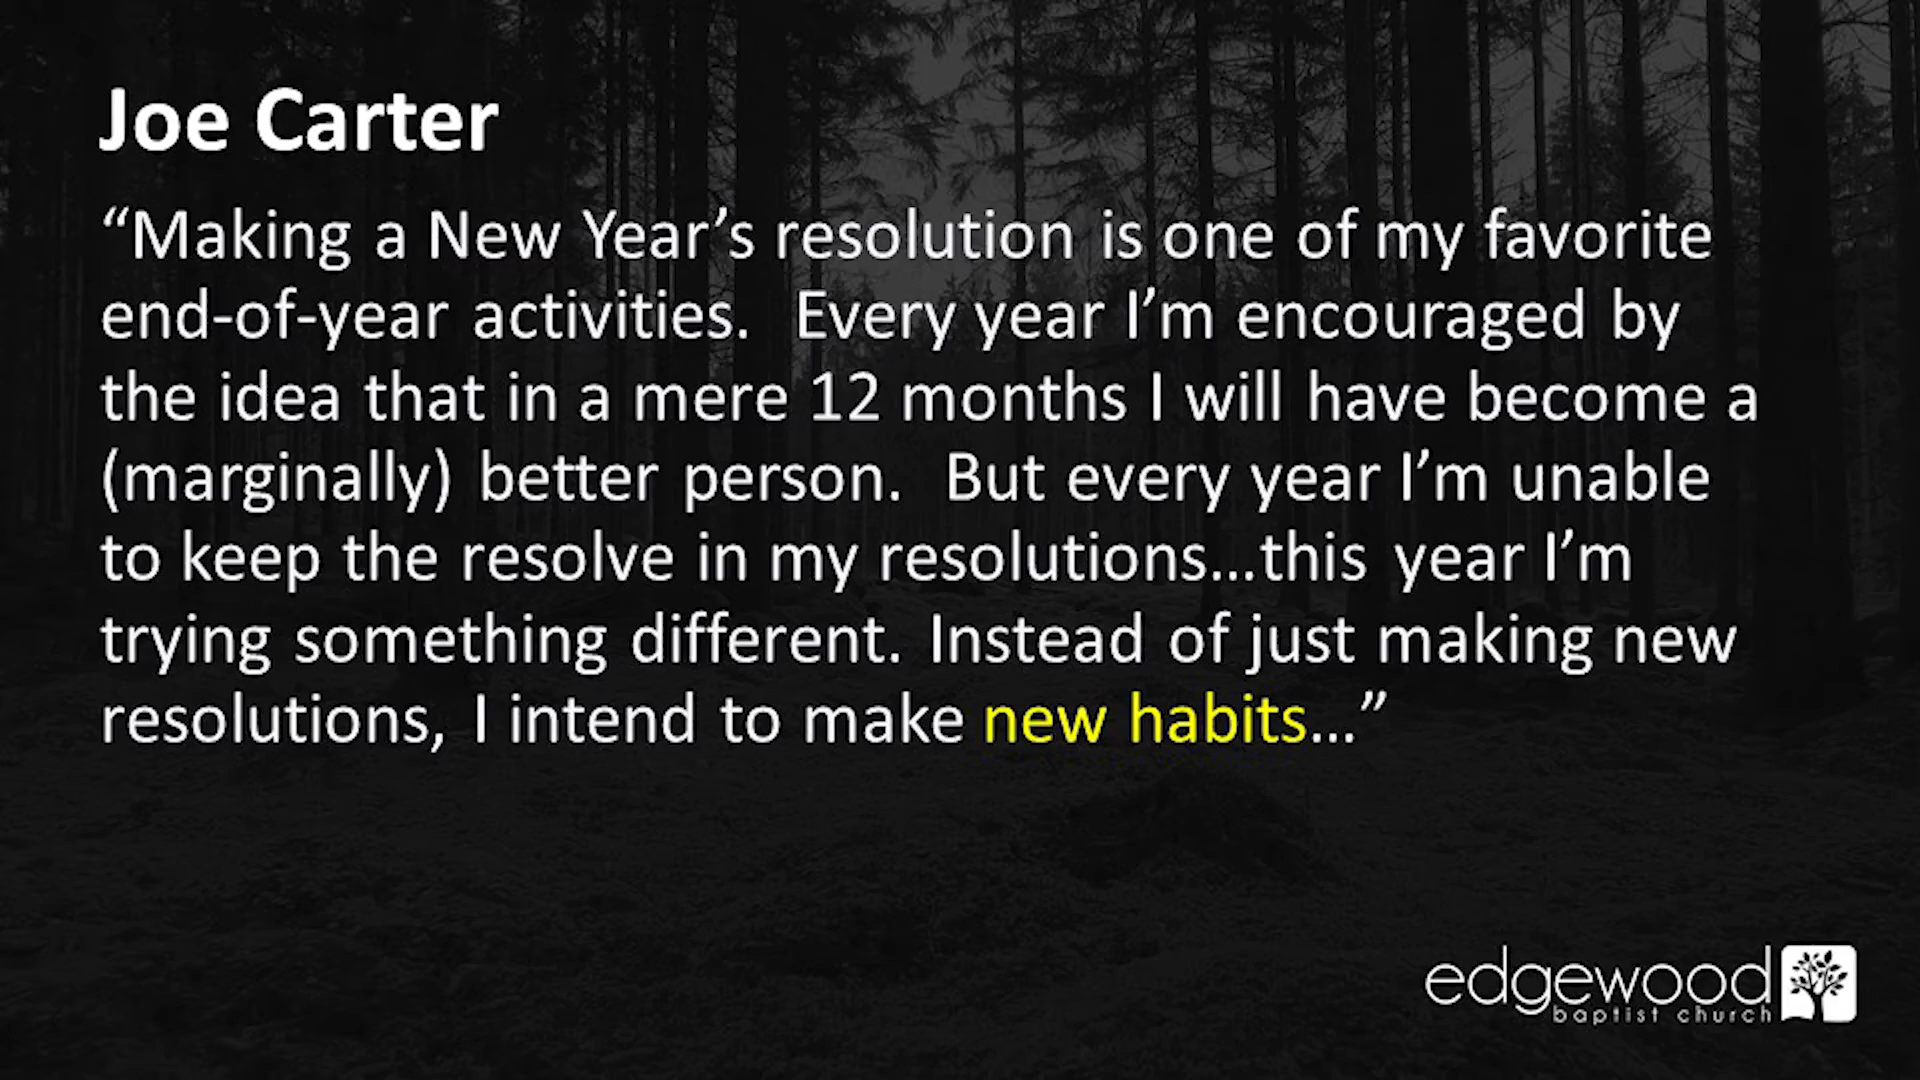 Joe Carter
“Making a New Year’s resolution is one of my favorite
end-of-year activities. Every year I’m encouraged by
the idea that in a mere 12 months I will have become a
(marginally) better person. But every year I’m unable
to keep the resolve in my resolutions…this year I’m
trying something different. Instead of just making new
resolutions, I intend to make new habits…”
edgewood
baptist church